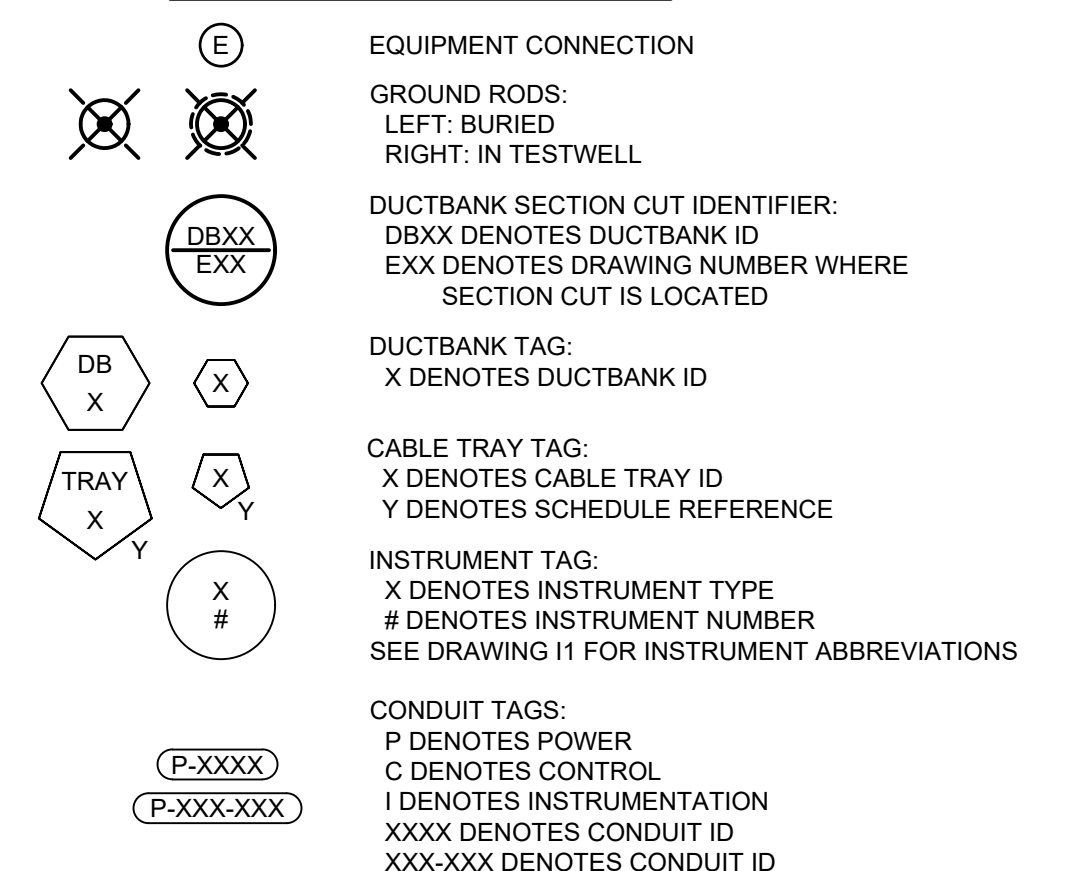 E
EQUIPMENT CONNECTION
GROUND RODS:
LEFT: BURIED
RIGHT: IN TESTWELL
DBXX
EXX
DUCTBANK SECTION CUT IDENTIFIER:
DBXX DENOTES DUCTBANK ID
EXX DENOTES DRAWING NUMBER WHERE
SECTION CUT IS LOCATED
DB
X
X
DUCTBANK TAG:
X DENOTES DUCTBANK ID
TRAY
X
Y
X
Y
CABLE TRAY TAG:
X DENOTES CABLE TRAY ID
Y DENOTES SCHEDULE REFERENCE
X
#
INSTRUMENT TAG:
X DENOTES INSTRUMENT TYPE
# DENOTES INSTRUMENT NUMBER
SEE DRAWING I1 FOR INSTRUMENT ABBREVIATIONS
P-XXXX
P-XXX-XXX
CONDUIT TAGS:
P DENOTES POWER
C DENOTES CONTROL
I DENOTES INSTRUMENTATION
XXXX DENOTES CONDUIT ID
XXX-XXX DENOTES CONDUIT ID